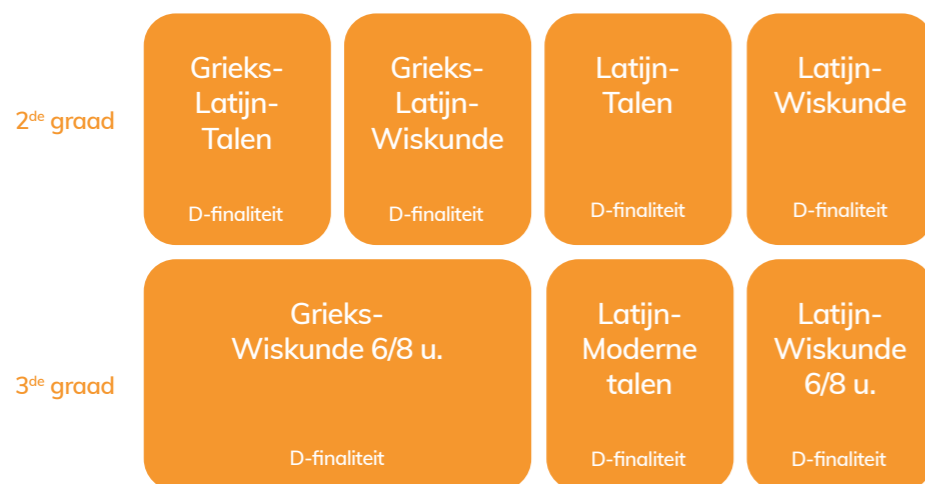 2de graad
Grieks-
Latijn-
Talen
D-finaliteit
Grieks-
Latijn-
Wiskunde
D-finaliteit
Latijn-
Talen
D-finaliteit
Latijn-
Wiskunde
D-finaliteit
3de graad
Grieks-
Wiskunde 6/8 u.
D-finaliteit
Latijn-
Moderne
talen
D-finaliteit
Latijn-
Wiskunde
6/8 u.
D-finaliteit